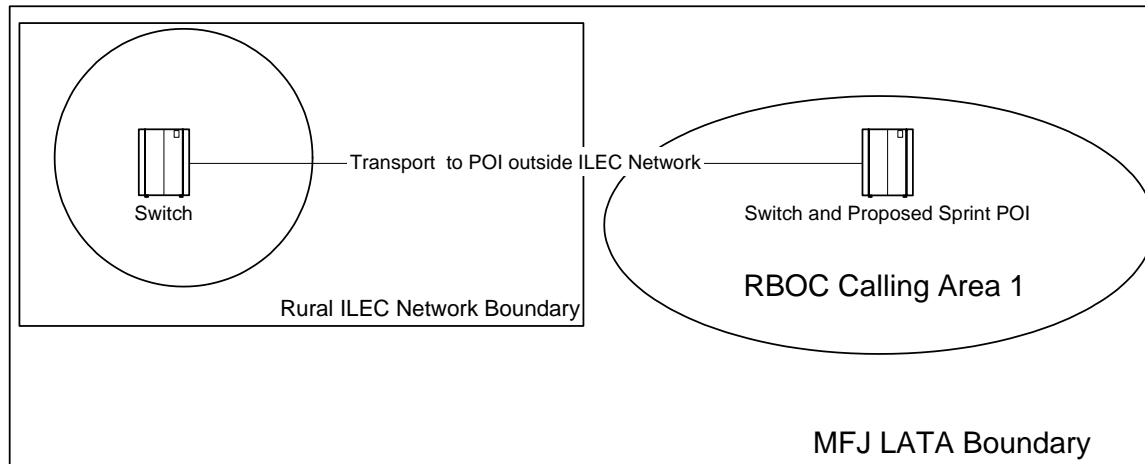 Transport to POI outside ILEC Network
Switch
Switch and Proposed Sprint POI
RBOC Calling Area 1
Rural ILEC Network Boundary
MFJ LATA Boundary